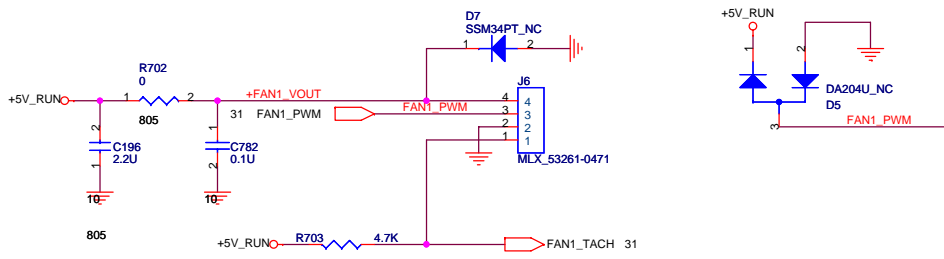 D7
SSM34PT_NC
1 2
+5V_RUN
1 2
DA204U_NC
D5
3
FAN1_PWM
R702
0
+5V_RUN
1 2
805
+FAN1_VOUT
31 FAN1_PWM
FAN1_PWM
J6
4 4
3 3
2 2
1 1
MLX_53261-0471
2
C196
2.2U
1
10
805
1
C782
0.1U
2
10
+5V_RUN
R703
4.7K
FAN1_TACH 31